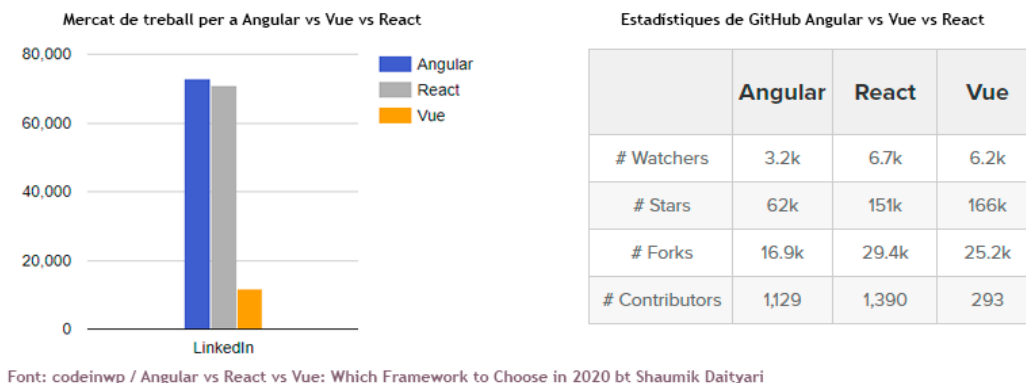 Mercat de treball per a Angular vs Vue vs React
80,000
60,000
40,000
20,000
0
LinkedIn
Angular
React
Vue
Estadístiques de GitHub Angular vs Vue vs React
Angular React Vue
# Watchers 3.2k 6.7k 6.2k
# Stars 62k 151k 166k
# Forks 16.9k 29.4k 25.2k
# Contributors 1,129 1,390 293
Font: codeinwp / Angular vs React vs Vue: Which Framework to Choose in 2020 bt Shaumik Daityari